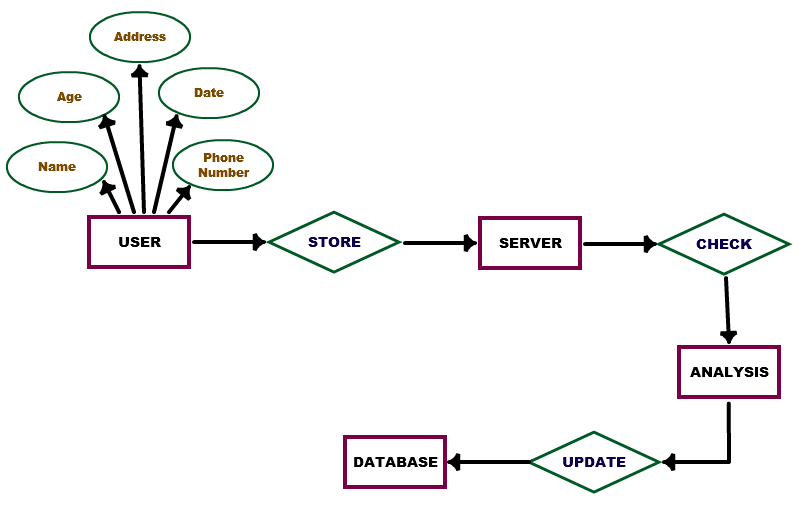 Address
Age
Date
Name
Phone
Number
USER
STORE
SERVER
CHECK
ANALYSIS
DATABASE
UPDATE